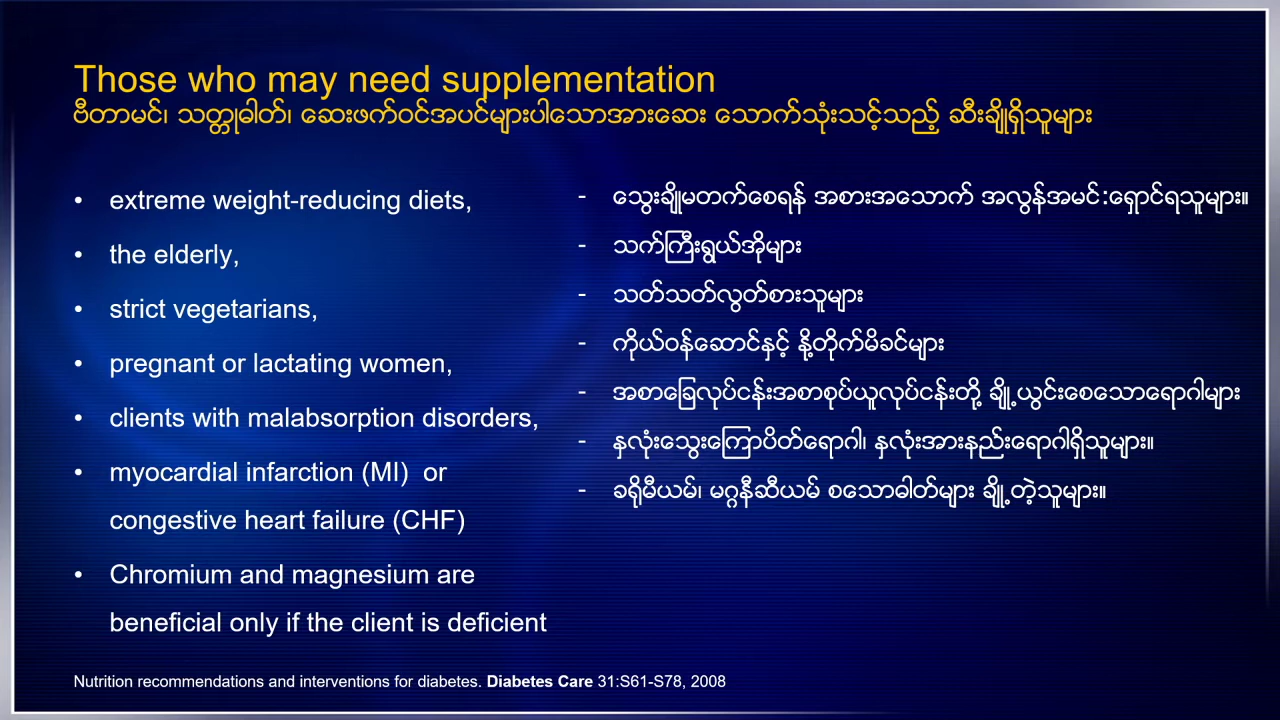 Those who may need supplementation
ဗီတာမင်၊ သတ္တုဓါတ်၊ ဆေးဖက်ဝင်အပင်များပါသောအားဆေး သောက်သုံးသင့်သည့် ဆီးချိုရှိသူများ
• extreme weight-reducing diets,
• the elderly,
• strict vegetarians,
• pregnant or lactating women,
• clients with malabsorption disorders,
• myocardial infarction (MI)  or
congestive heart failure (CHF)
• Chromium and magnesium are
beneficial only if the client is deficient
- သွေးချိုမတက်စေရန် အစားအသောက် အလွန်အမင်းရှောင်ရသူများ။
- သက်ကြီးရွယ်အိုများ
- သတ်သတ်လွတ်စားသူများ
- ကိုယ်ဝန်ဆောင်နှင့် နို့တိုက်မိခင်များ
- အစာခြေလုပ်ငန်းအစာစုပ်ယူလုပ်ငန်းတို့ ချို့ယွင်းစေသောရောဂါများ
- နှလုံးသွေးကြောပိတ်ရောဂါ၊ နှလုံးအားနည်းရောဂါရှိသူများ။
- ခရိုမီယမ်၊ မဂ္ဂနီဆီယမ် စသောဓါတ်များ ချို့တဲ့သူများ။
Nutrition recommendations and interventions for diabetes. Diabetes Care 31:S61-S78, 2008